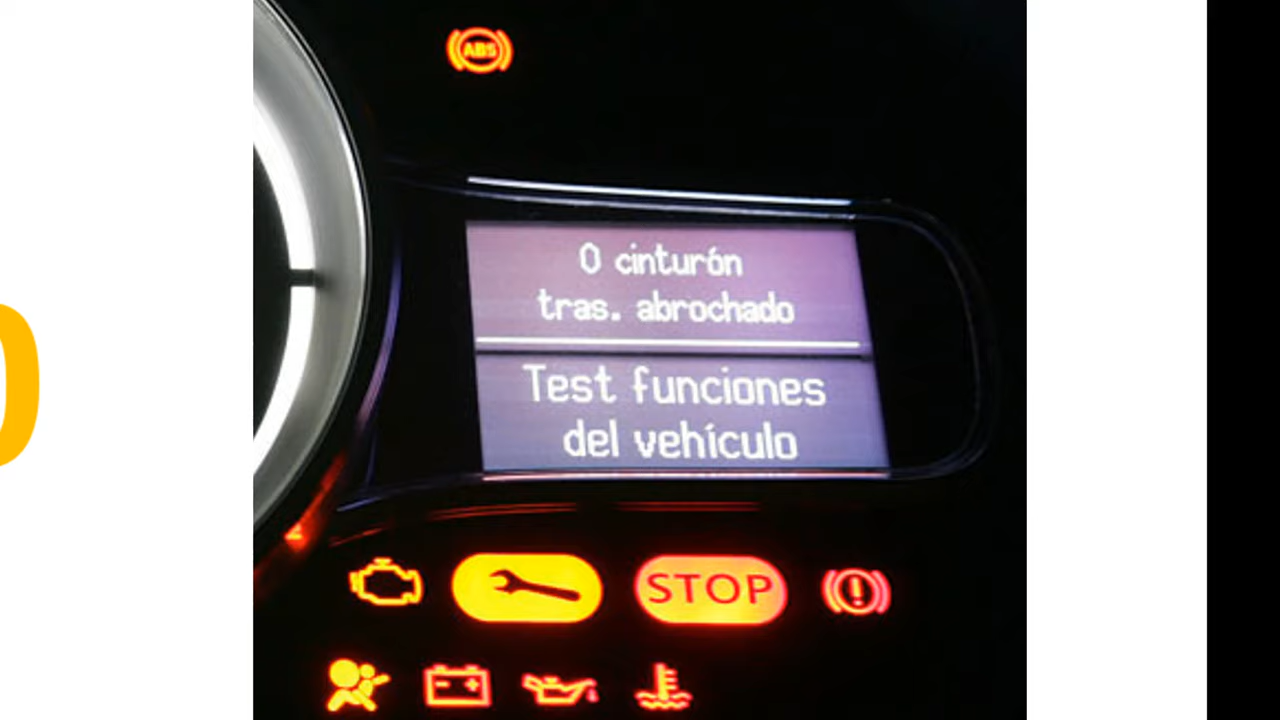 ABS
0 cinturón
tras. abrochado
Test funciones
del vehículo
STOP